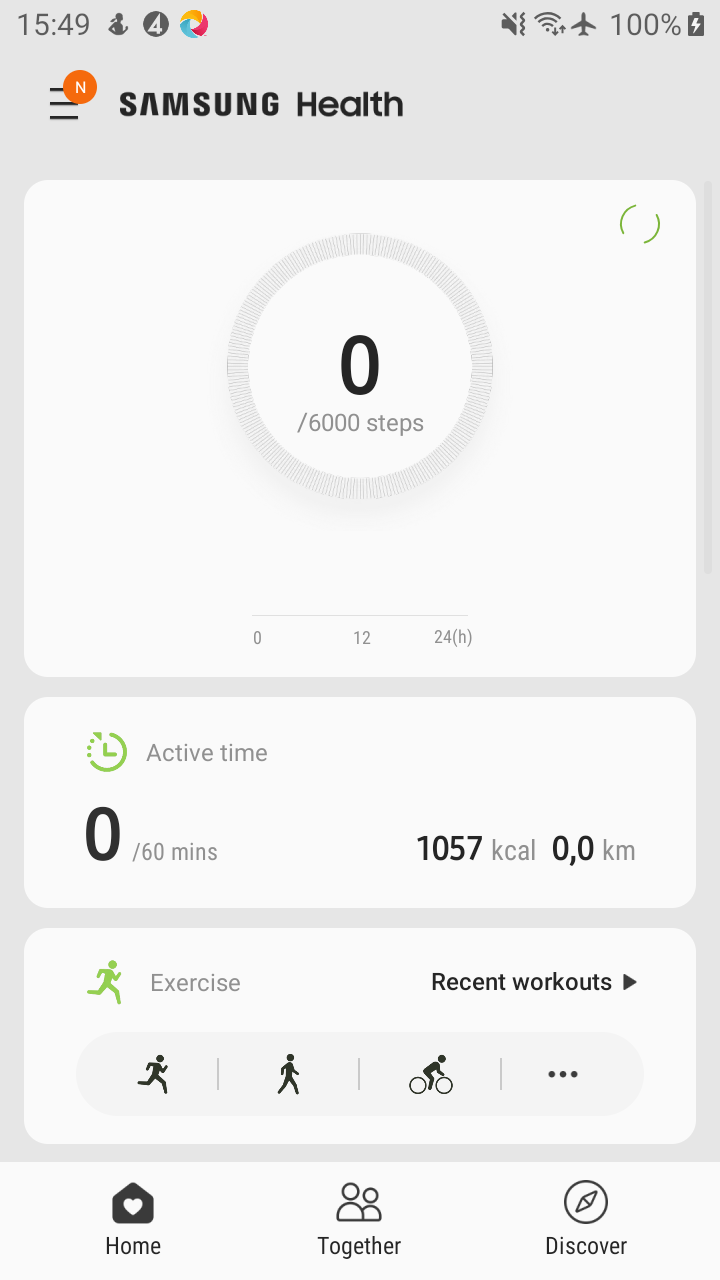 15:49 4 100%
N SAMSUNG Health
0
/6000 steps
0 12 24(h)
Active time
0 /60 mins 1057 kcal 0,0 km
Exercise Recent workouts
Home Together Discover